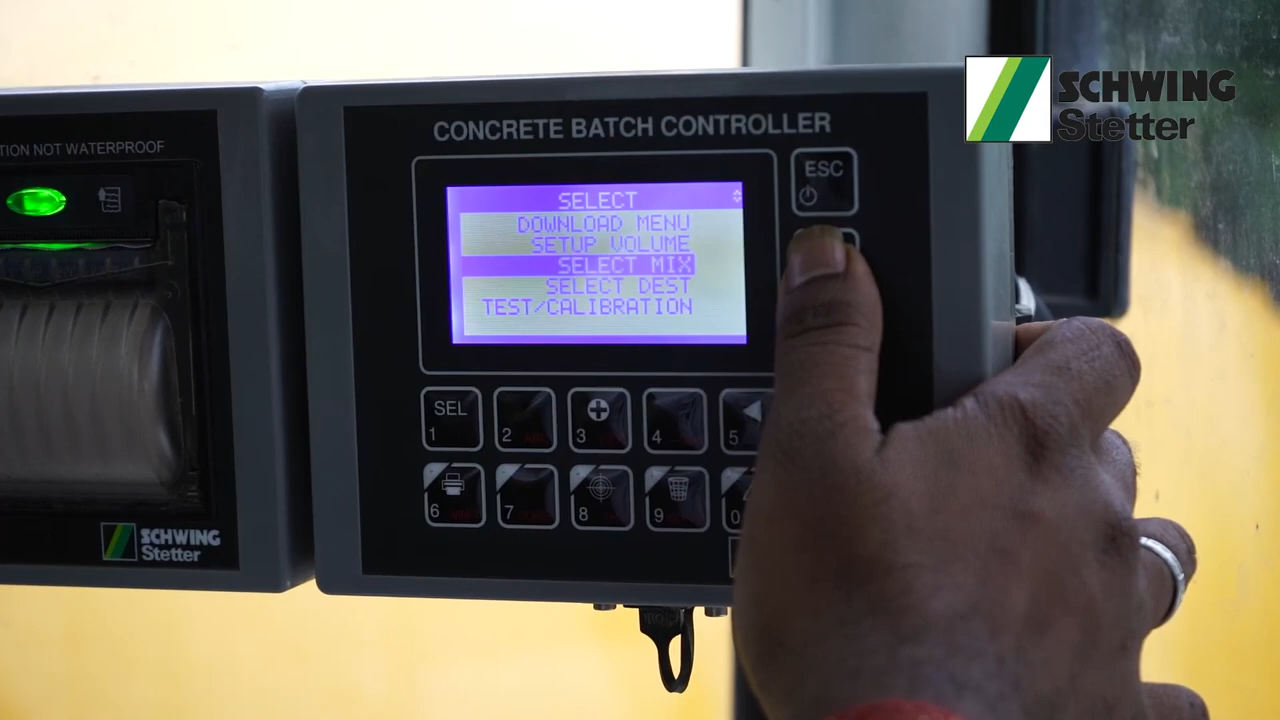 SCHWING
Stetter
TION NOT WATERPROOF
CONCRETE BATCH CONTROLLER
ESC
SELECT
DOWNLOAD MENU
SETUP VOLUME
SELECT MIX
SELECT DEST
TEST/CALIBRATION
SEL
1
2
3
4
5
6
7
8
9
0
SCHWING
Stetter